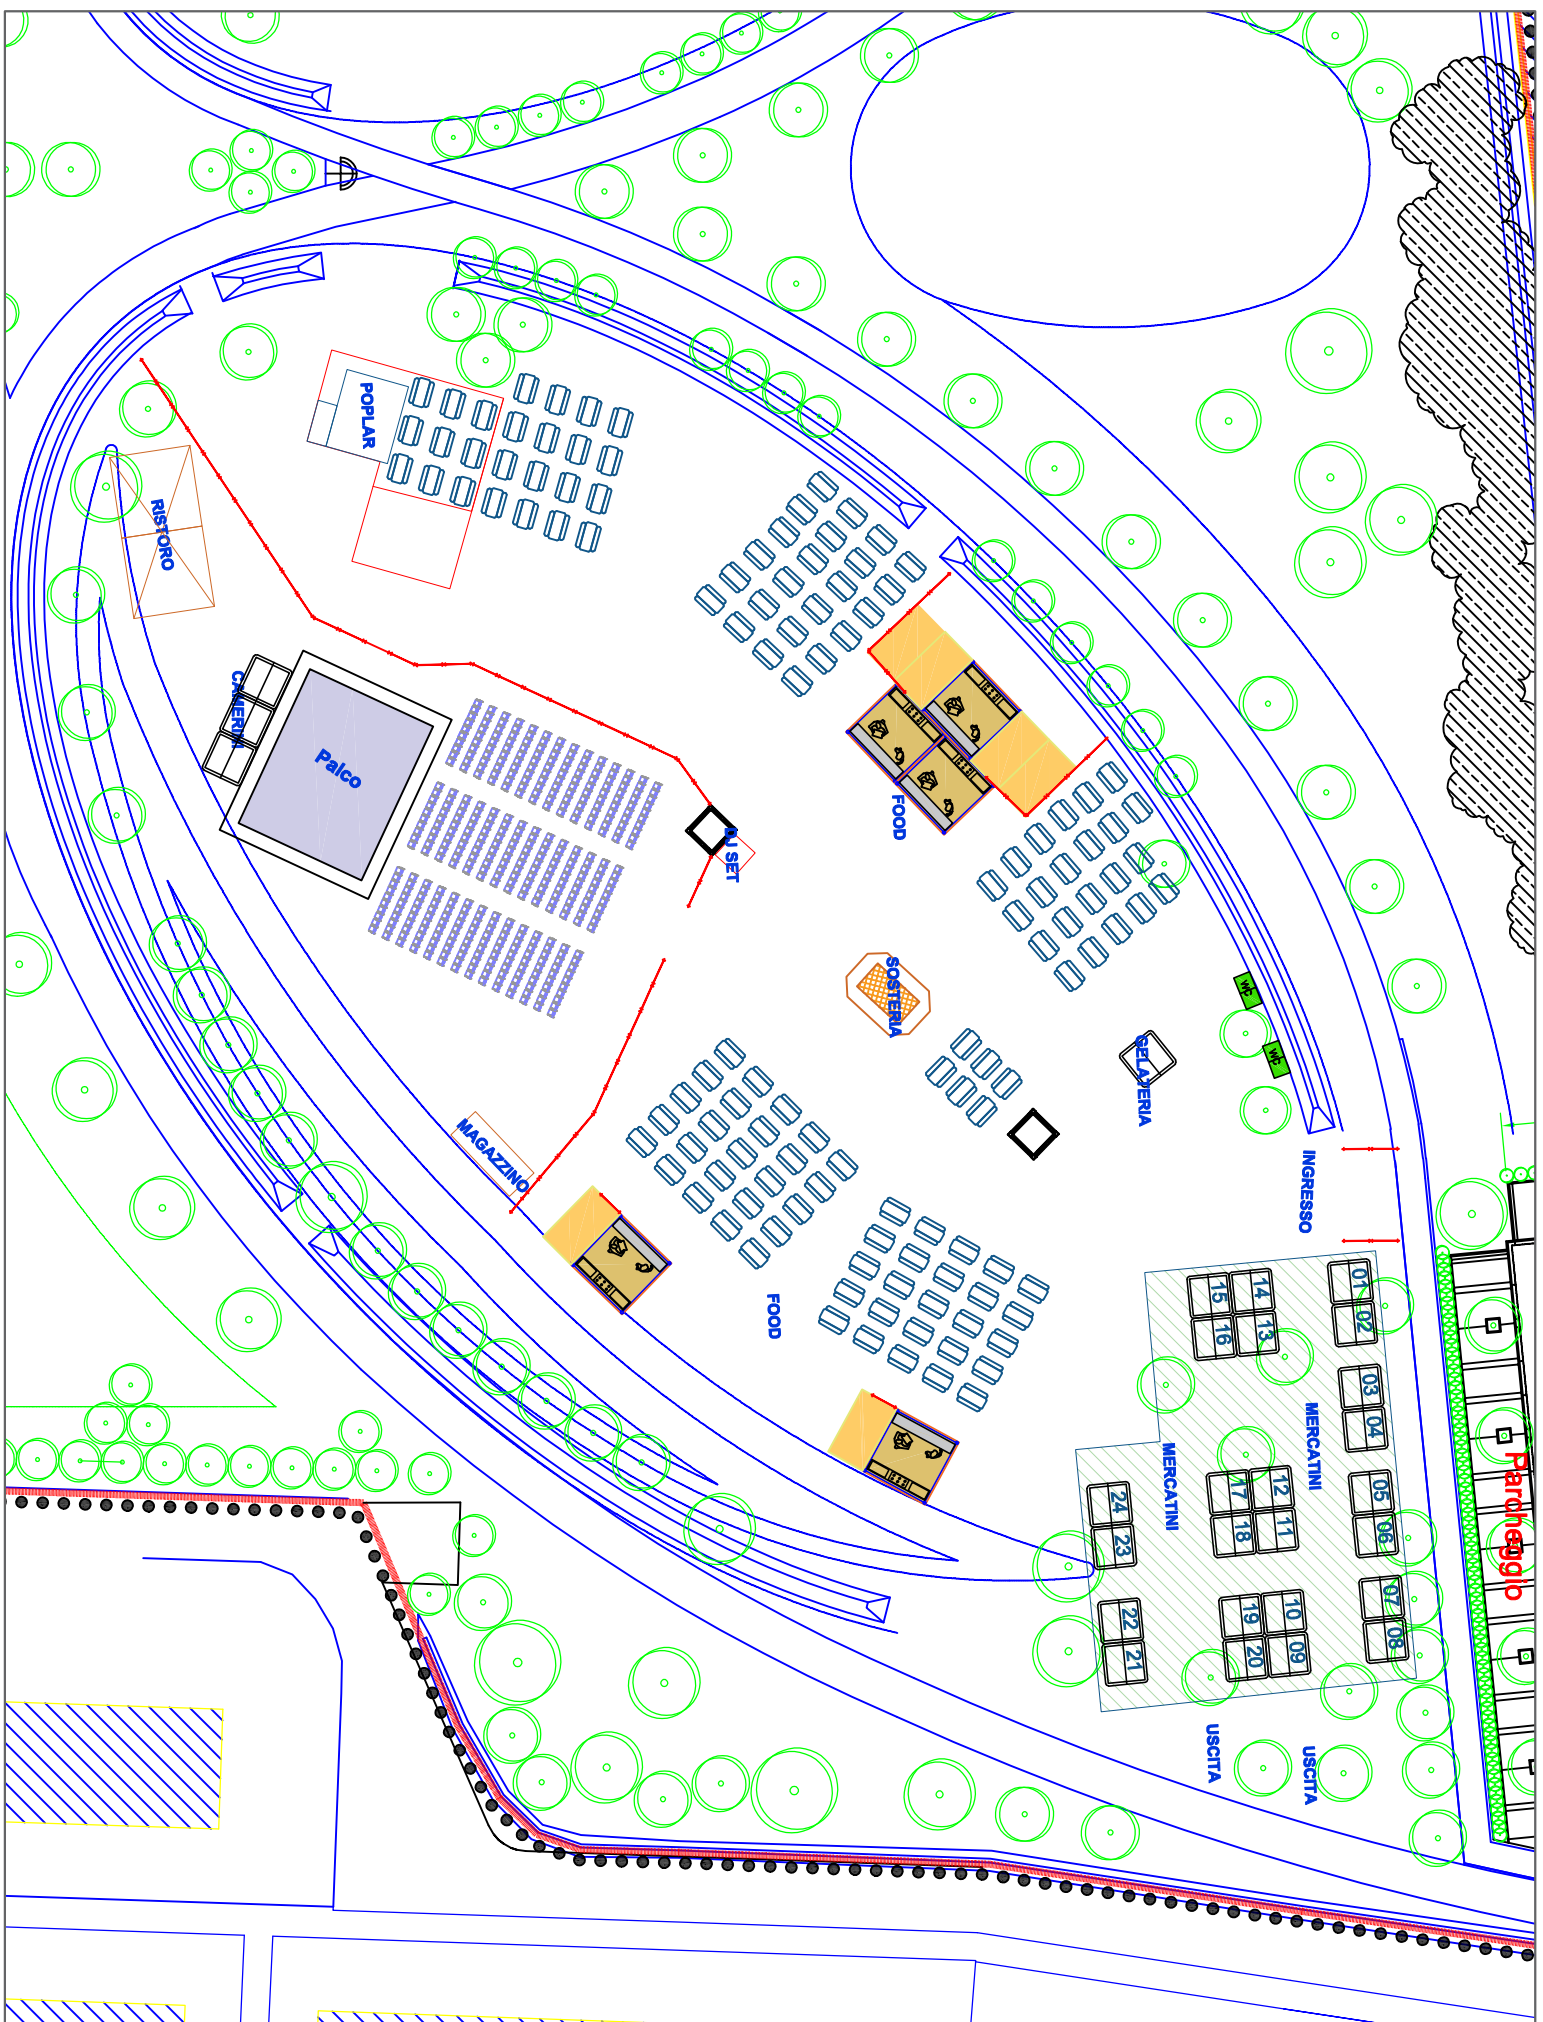 POPLAR
RISTORO
CAMERINI
Palco
DJ SET
FOOD
SOSTERIA
GELATERIA
WC
WC
INGRESSO
MAGAZZINO
FOOD
01
02
03
04
05
06
07
08
14
13
12
11
10
09
15
16
17
18
19
20
24
23
22
21
MERCATINI
MERCATINI
Parcheggio
USCITA
USCITA